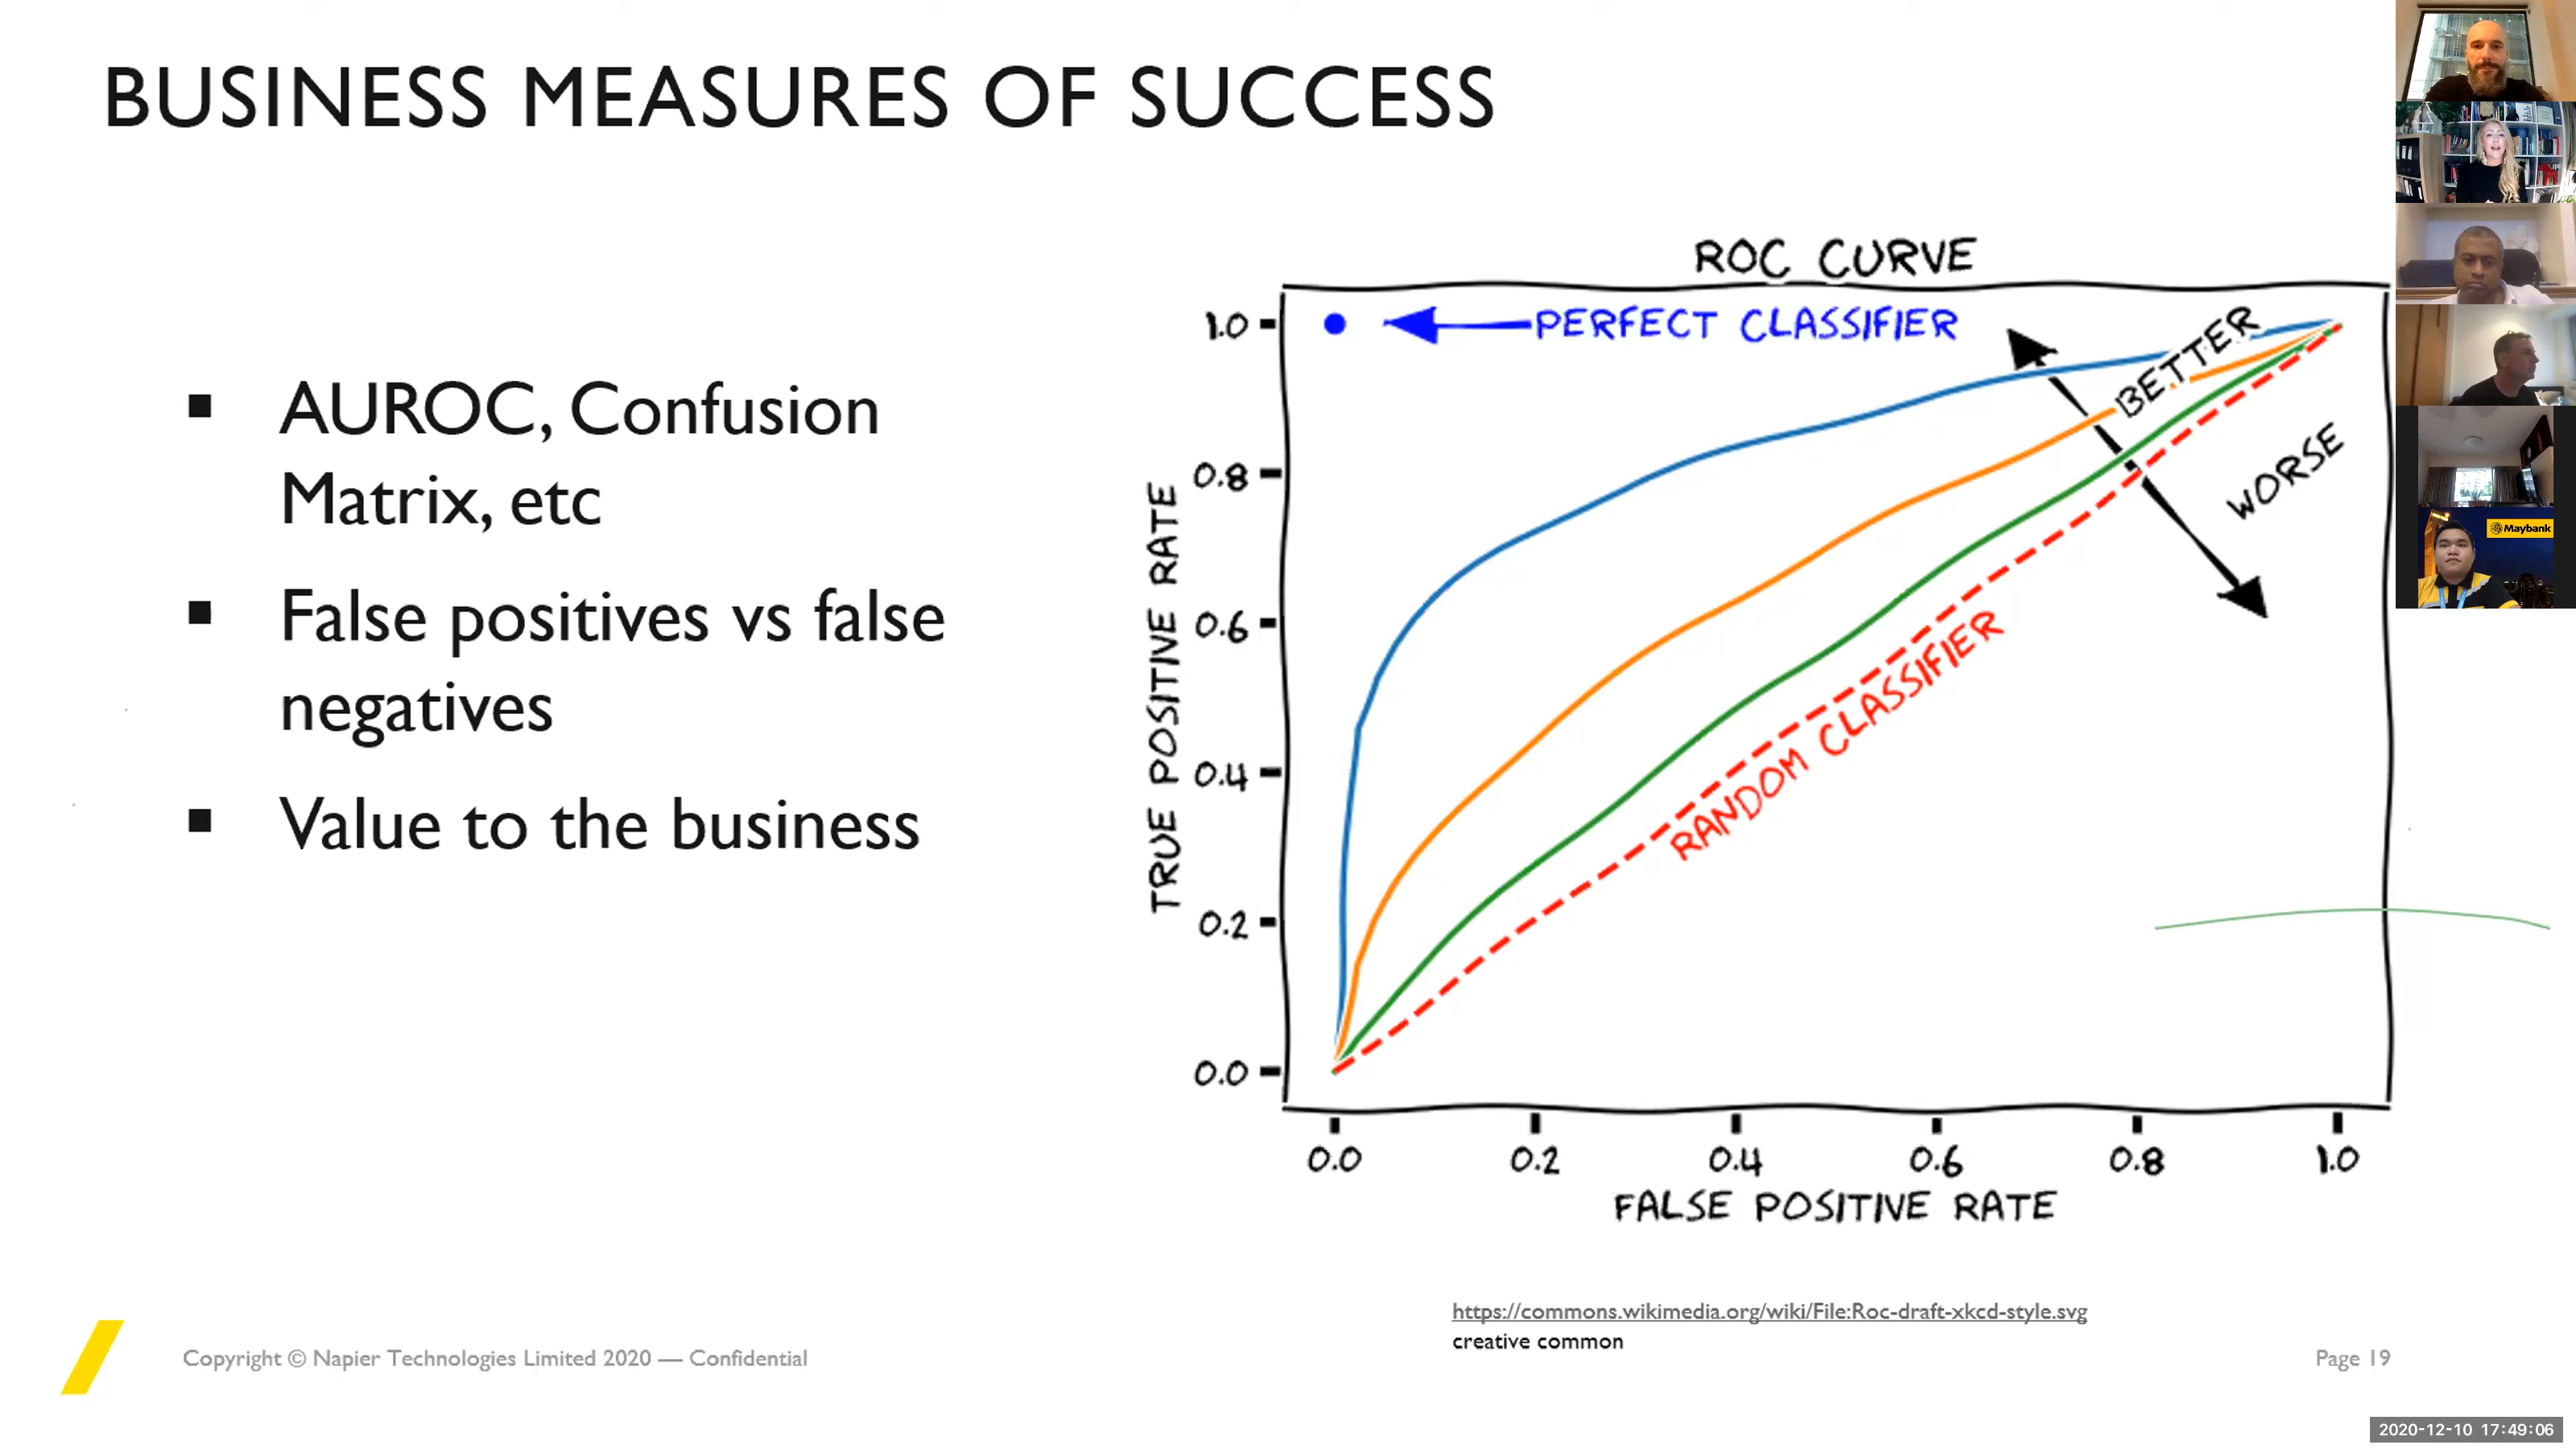 BUSINESS MEASURES OF SUCCESS
AUROC, Confusion
Matrix, etc
False positives vs false
negatives
Value to the business
ROC CURVE
PERFECT CLASSIFIER
BETTER
WORSE
RANDOM CLASSIFIER
TRUE POSITIVE RATE
1.0
0.8
0.6
0.4
0.2
0.0
0.0 0.2 0.4 0.6 0.8 1.0
FALSE POSITIVE RATE
https://commons.wikimedia.org/wiki/File:Roc-draft-xkcd-style.svg
creative common
Copyright © Napier Technologies Limited 2020 — Confidential
Page 19
Maybank
2020-12-10 17:49:06